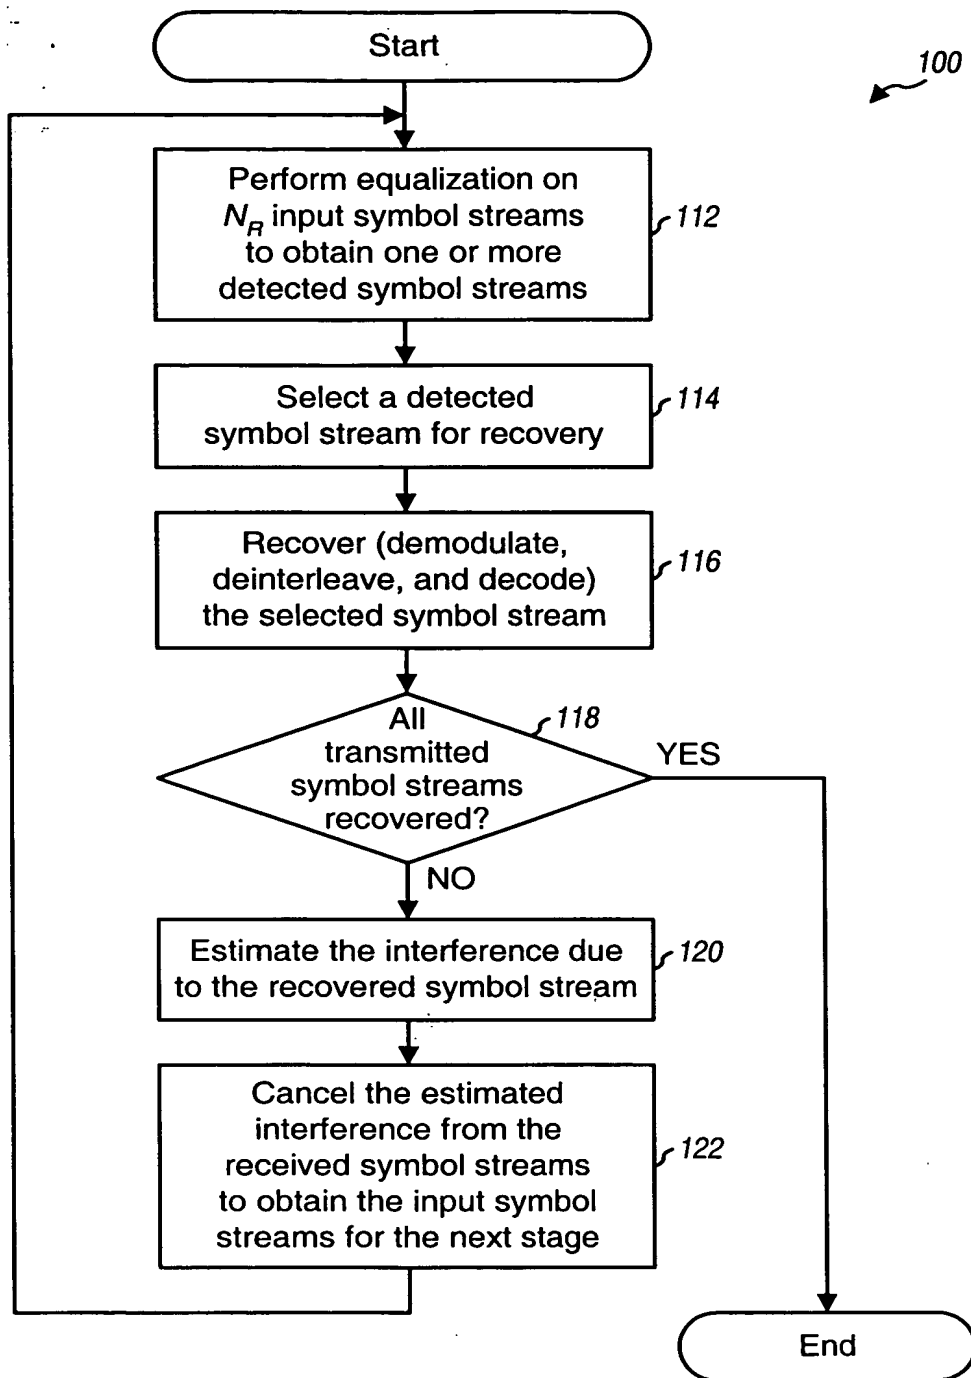 Start
100
Perform equalization on
N_R input symbol streams
to obtain one or more
detected symbol streams
112
Select a detected
symbol stream for recovery
114
Recover (demodulate,
deinterleave, and decode)
the selected symbol stream
116
All
transmitted
symbol streams
recovered?
118
YES
NO
Estimate the interference due
to the recovered symbol stream
120
Cancel the estimated
interference from the
received symbol streams
to obtain the input symbol
streams for the next stage
122
End